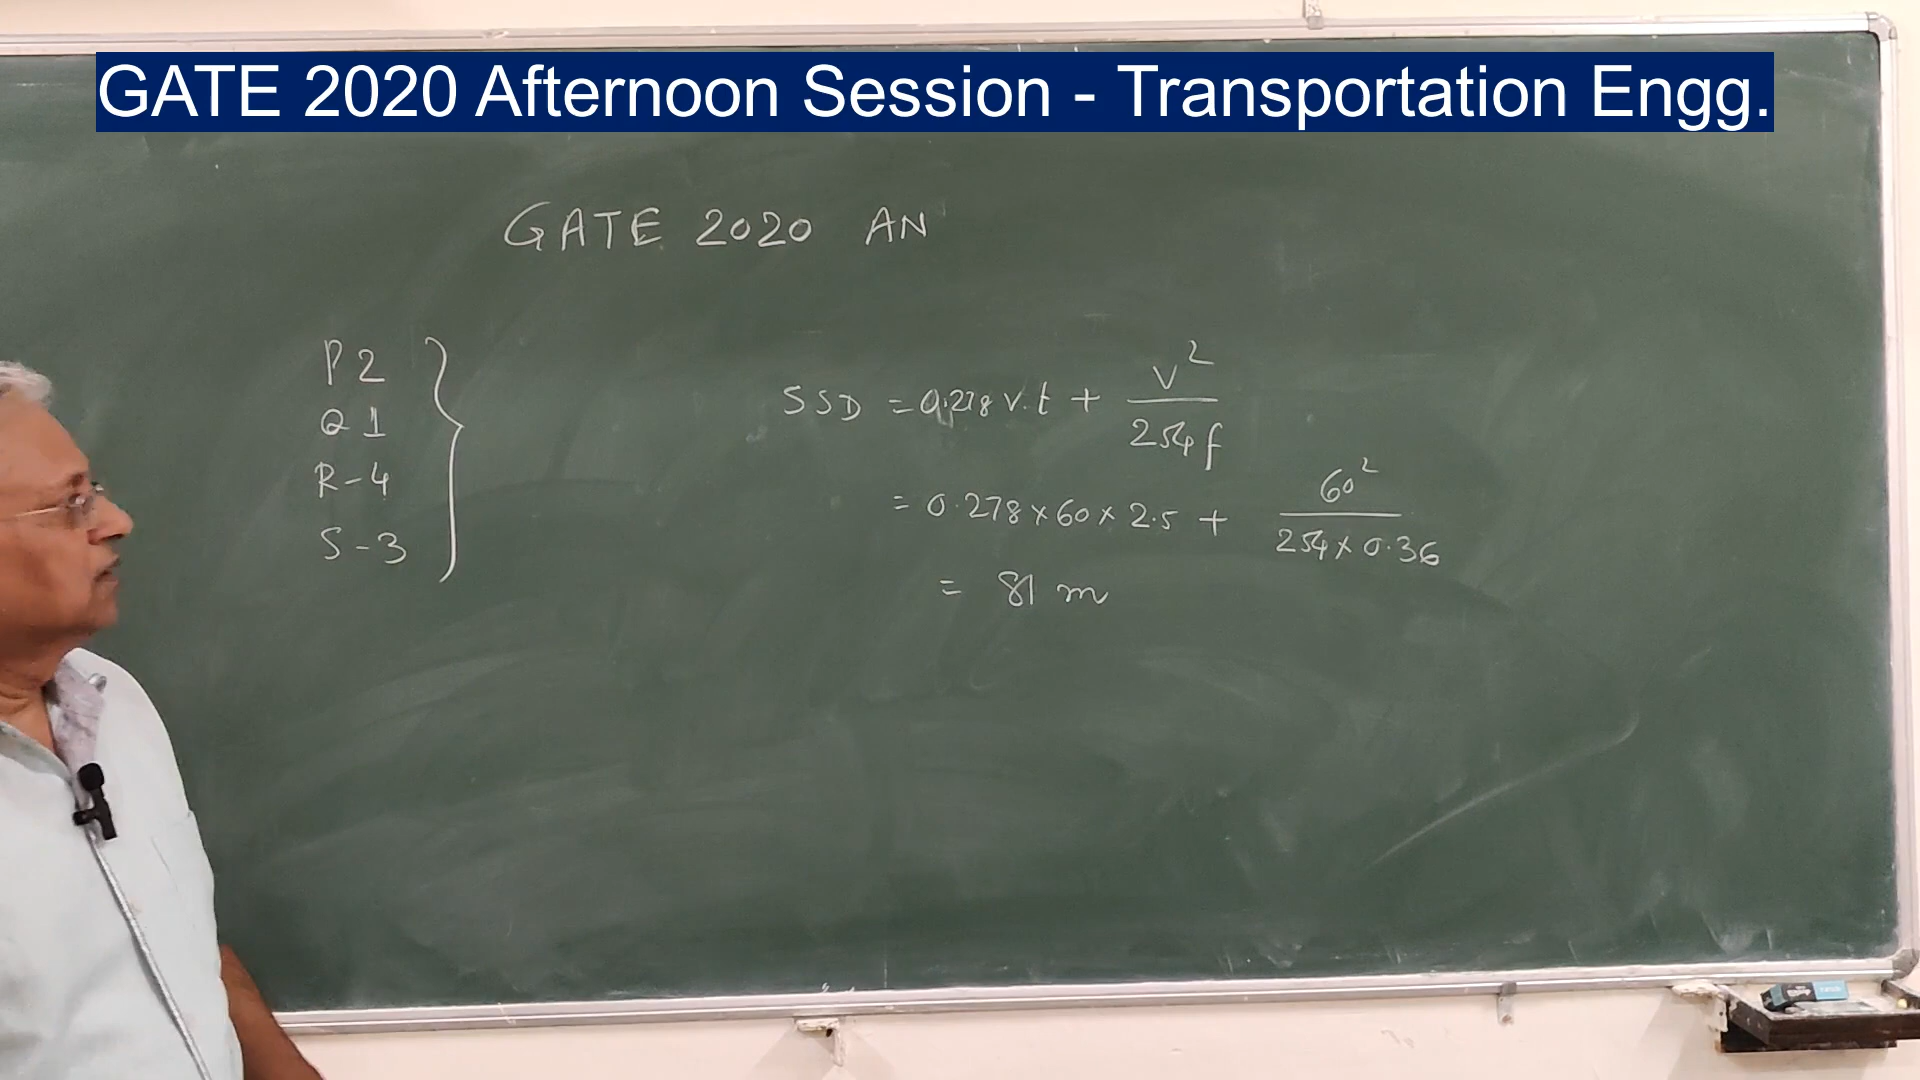 GATE 2020 Afternoon Session - Transportation Engg.
GATE 2020 AN
P 2
Q 1
R-4
S-3
SSD = 0.278 V.t + V² / 254 f
= 0.278 × 60 × 2.5 + 60² / 254 × 0.36
= 81 m